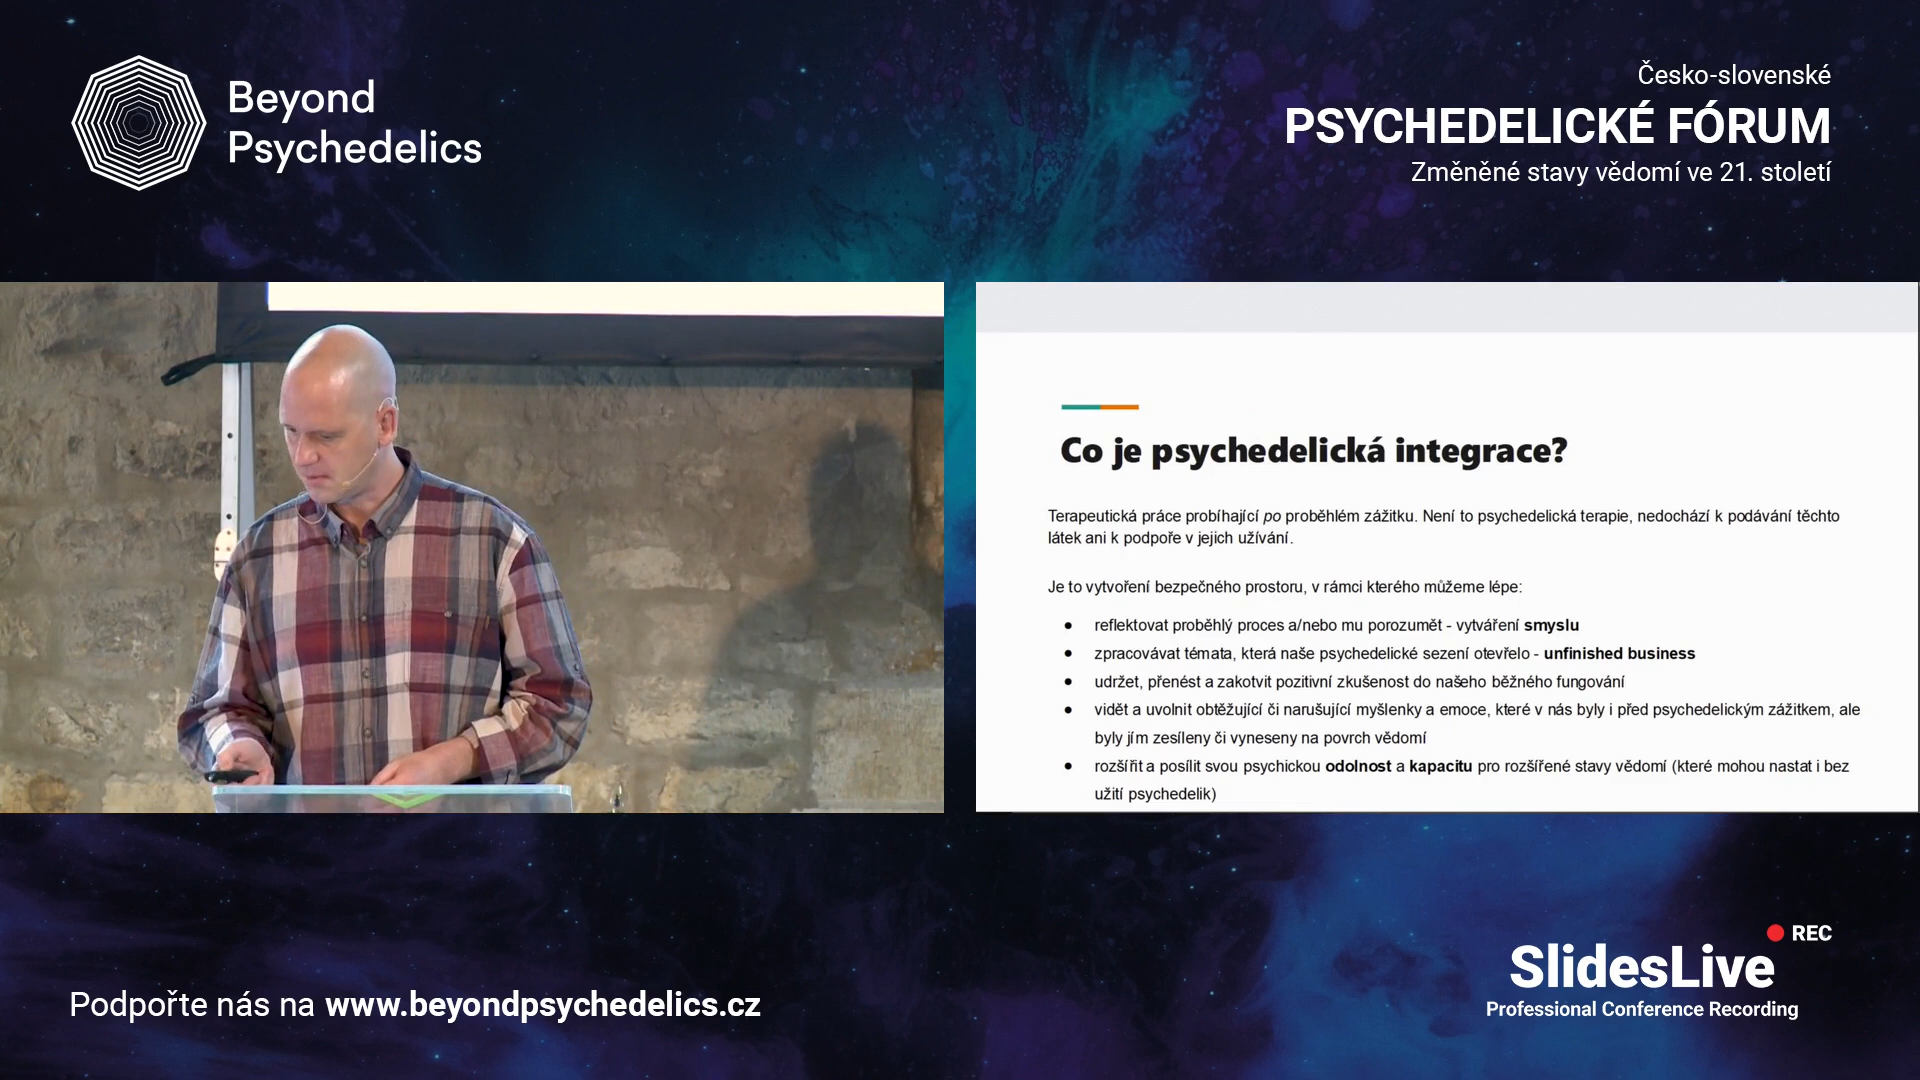 Beyond
Psychedelics
Česko-slovenské
PSYCHEDELICKÉ FÓRUM
Změněné stavy vědomí ve 21. století
Co je psychedelická integrace?
Terapeutická práce probíhající po proběhlém zážitku. Není to psychedelická terapie, nedochází k podávání těchto
látek ani k podpoře v jejich užívání.
Je to vytvoření bezpečného prostoru, v rámci kterého můžeme lépe:
● reflektovat proběhlý proces a/nebo mu porozumět - vytváření smyslu
● zpracovávat témata, která naše psychedelické sezení otevřelo - unfinished business
● udržet, přenést a zakotvit pozitivní zkušenost do našeho běžného fungování
● vidět a uvolnit obtěžující či narušující myšlenky a emoce, které v nás byly i před psychedelickým zážitkem, ale
byly jím zesíleny či vyneseny na povrch vědomí
● rozšířit a posílit svou psychickou odolnost a kapacitu pro rozšířené stavy vědomí (které mohou nastat i bez
užití psychedelik)
REC
SlidesLive
Professional Conference Recording
Podpořte nás na www.beyondpsychedelics.cz